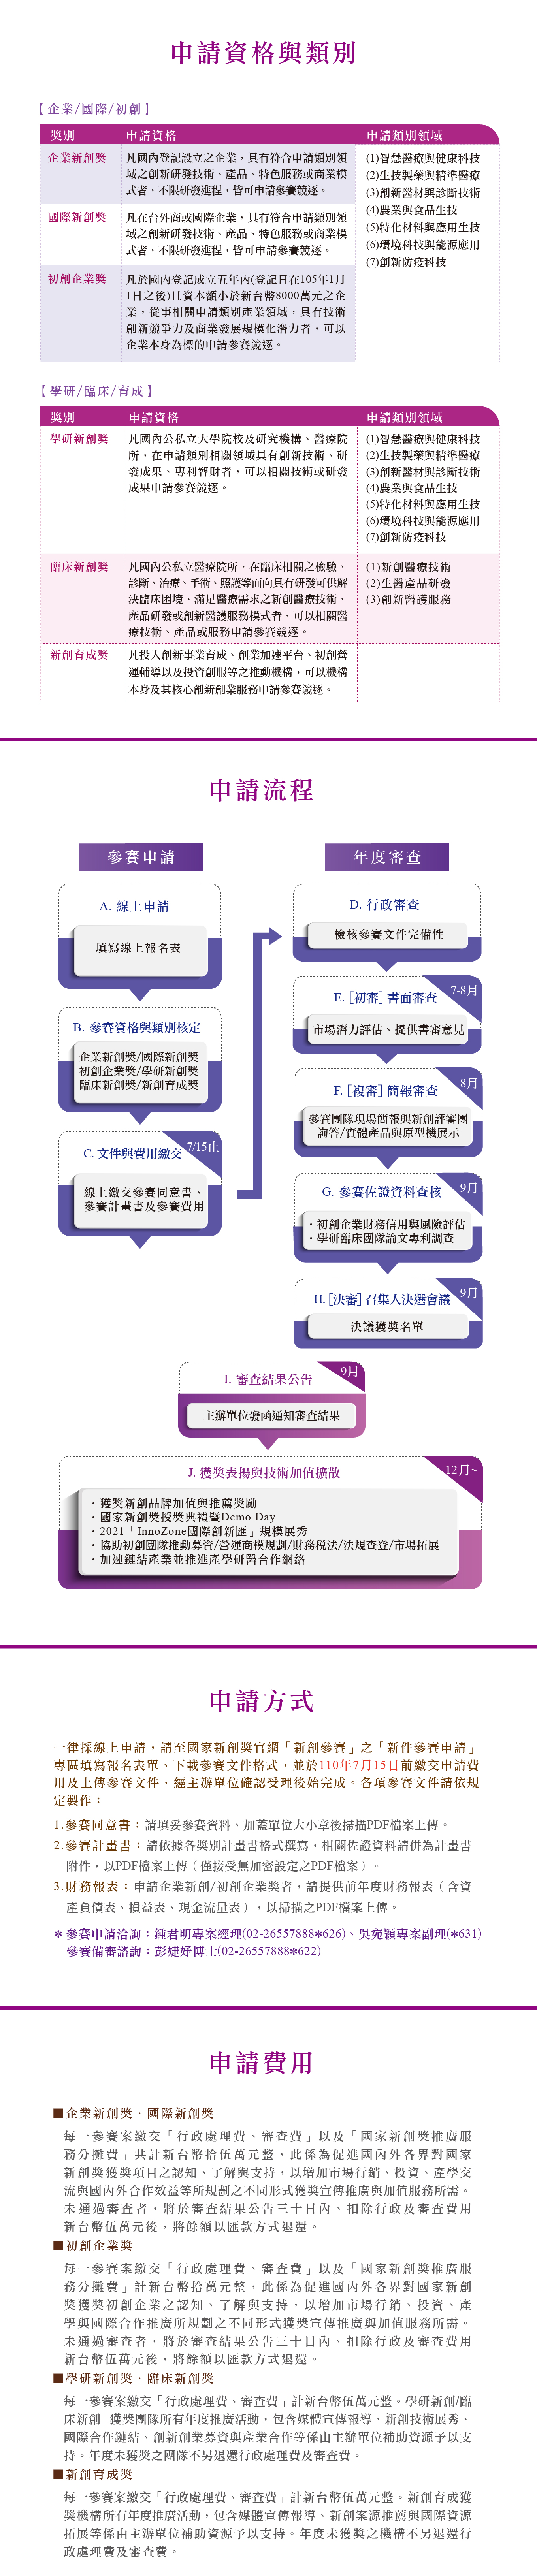 申請資格與類別
【企業/國際/初創】
獎別 申請資格 申請類別領域
企業新創獎
凡國內登記設立之企業，具有符合申請類別領
域之創新研發技術、產品、特色服務或商業模
式者，不限研發進程，皆可申請參賽競逐。
國際新創獎
凡在台外商或國際企業，具有符合申請類別領
域之創新研發技術、產品、特色服務或商業模
式者，不限研發進程，皆可申請參賽競逐。
初創企業獎
凡於國內登記成立五年內(登記日在105年1月
1日之後)且資本額小於新台幣8000萬元之企
業，從事相關申請類別產業領域，具有技術
創新競爭力及商業發展規模化潛力者，可以
企業本身為標的申請參賽競逐。
(1)智慧醫療與健康科技
(2)生技製藥與精準醫療
(3)創新醫材與診斷技術
(4)農業與食品生技
(5)特化材料與應用生技
(6)環境科技與能源應用
(7)創新防疫科技
【學研/臨床/育成】
獎別 申請資格 申請類別領域
學研新創獎
凡國內公私立大學院校及研究機構、醫療院
所，在申請類別相關領域具有創新技術、研
發成果、專利智財者，可以相關技術或研發
成果申請參賽競逐。
(1)智慧醫療與健康科技
(2)生技製藥與精準醫療
(3)創新醫材與診斷技術
(4)農業與食品生技
(5)特化材料與應用生技
(6)環境科技與能源應用
(7)創新防疫科技
臨床新創獎
凡國內公私立醫療院所，在臨床相關之檢驗、
診斷、治療、手術、照護等面向具有研發可供解
決臨床困境、滿足醫療需求之新創醫療技術、
產品研發或創新醫護服務模式者，可以相關醫
療技術、產品或服務申請參賽競逐。
(1)新創醫療技術
(2)生醫產品研發
(3)創新醫護服務
新創育成獎
凡投入創新事業育成、創業加速平台、初創營
運輔導以及投資創服等之推動機構，可以機構
本身及其核心創新創業服務申請參賽競逐。
申請流程
參賽申請
A. 線上申請
填寫線上報名表
B. 參賽資格與類別核定
企業新創獎/國際新創獎
初創企業獎/學研新創獎
臨床新創獎/新創育成獎
C. 文件與費用繳交
7/15止
線上繳交參賽同意書、
參賽計畫書及參賽費用
年度審查
D. 行政審查
檢核參賽文件完備性
E.［初審］書面審查
7-8月
市場潛力評估、提供書審意見
F.［複審］簡報審查
8月
參賽團隊現場簡報與新創評審團
詢答/實體產品與原型機展示
G. 參賽佐證資料查核
9月
・初創企業財務信用與風險評估
・學研臨床團隊論文專利調查
H.［決審］召集人決選會議
9月
決議獲獎名單
I. 審查結果公告
9月
主辦單位發函通知審查結果
J. 獲獎表揚與技術加值擴散
12月~
・獲獎新創品牌加值與推薦獎勵
・國家新創獎授獎典禮暨Demo Day
・2021「InnoZone國際創新匯」規模展秀
・協助初創團隊推動募資/營運商模規劃/財務稅法/法規查登/市場拓展
・加速鏈結產業並推進產學研醫合作網絡
申請方式
一律採線上申請，請至國家新創獎官網「新創參賽」之「新件參賽申請」
專區填寫報名表單、下載參賽文件格式，並於110年7月15日前繳交申請費
用及上傳參賽文件，經主辦單位確認受理後始完成。各項參賽文件請依規
定製作：
1.參賽同意書：請填妥參賽資料、加蓋單位大小章後掃描PDF檔案上傳。
2.參賽計畫書：請依據各獎別計畫書格式撰寫，相關佐證資料請併為計畫書
附件，以PDF檔案上傳（僅接受無加密設定之PDF檔案）。
3.財務報表：申請企業新創/初創企業獎者，請提供前年度財務報表（含資
產負債表、損益表、現金流量表），以掃描之PDF檔案上傳。
✽參賽申請洽詢：鍾君明專案經理(02-26557888✽626)、吳宛穎專案副理(✽631)
參賽備審諮詢：彭婕妤博士(02-26557888✽622)
申請費用
■企業新創獎．國際新創獎
每一參賽案繳交「行政處理費、審查費」以及「國家新創獎推廣服
務分攤費」共計新台幣拾伍萬元整，此係為促進國內外各界對國家
新創獎獲獎項目之認知、了解與支持，以增加市場行銷、投資、產學交
流與國內外合作效益等所規劃之不同形式獲獎宣傳推廣與加值服務所需。
未通過審查者，將於審查結果公告三十日內、扣除行政及審查費用
新台幣伍萬元後，將餘額以匯款方式退還。
■初創企業獎
每一參賽案繳交「行政處理費、審查費」以及「國家新創獎推廣服
務分攤費」計新台幣拾萬元整，此係為促進國內外各界對國家新創
獎獲獎初創企業之認知、了解與支持，以增加市場行銷、投資、產
學與國際合作推廣所規劃之不同形式獲獎宣傳推廣與加值服務所需。
未通過審查者，將於審查結果公告三十日內、扣除行政及審查費用
新台幣伍萬元後，將餘額以匯款方式退還。
■學研新創獎．臨床新創獎
每一參賽案繳交「行政處理費、審查費」計新台幣伍萬元整。學研新創/臨
床新創 獲獎團隊所有年度推廣活動，包含媒體宣傳報導、新創技術展秀、
國際合作鏈結、創新創業募資與產業合作等係由主辦單位補助資源予以支
持。年度未獲獎之團隊不另退還行政處理費及審查費。
■新創育成獎
每一參賽案繳交「行政處理費、審查費」計新台幣伍萬元整。新創育成獲
獎機構所有年度推廣活動，包含媒體宣傳報導、新創案源推薦與國際資源
拓展等係由主辦單位補助資源予以支持。年度未獲獎之機構不另退還行
政處理費及審查費。